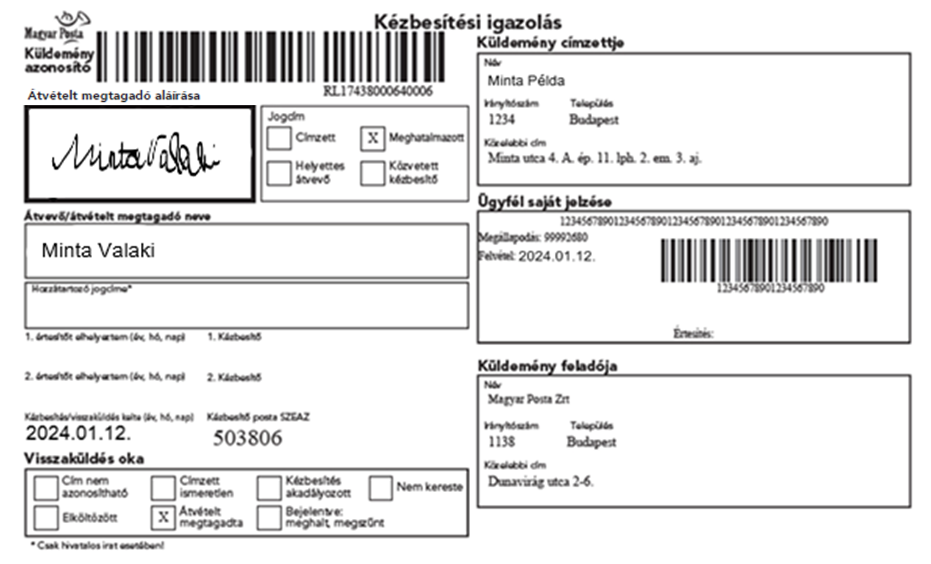 Magyar Posta
Kézbesítési igazolás
Küldemény
azonosító
RL17438000640006
Átvételt megtagadó aláírása
Minta Valaki
Jogcím
Címzett
X Meghatalmazott
Helyettes
átvevő
Közvetett
kézbesítő
Átvevő/átvételt megtagadó neve
Minta Valaki
Hozzátartozó jogcíme*
1. értesítőt elhelyeztem (év, hó, nap) 1. Kézbesítő
2. értesítőt elhelyeztem (év, hó, nap) 2. Kézbesítő
Kézbesítés/visszaküldés kelte (év, hó, nap) Kézbesítő posta SZEAZ
2024.01.12. 503806
Visszaküldés oka
Cím nem
azonosítható
Címzett
ismeretlen
Kézbesítés
akadályozott
Nem kereste
Elköltözött
X Átvételt
megtagadta
Bejelentve:
meghalt, megszűnt
* Csak hivatalos irat esetében!
Küldemény címzettje
Név
Minta Példa
Irányítószám Település
1234 Budapest
Közelebbi cím
Minta utca 4. A. ép. 11. lph. 2. em. 3. aj.
Ügyfél saját jelzése
1234567890123456789012345678901234567890123456789​01234567890
Megállapodás: 99992680
Felvétel: 2024.01.12.
12345678901234567890
Értesítés:
Küldemény feladója
Név
Magyar Posta Zrt
Irányítószám Település
1138 Budapest
Közelebbi cím
Dunavirág utca 2-6.